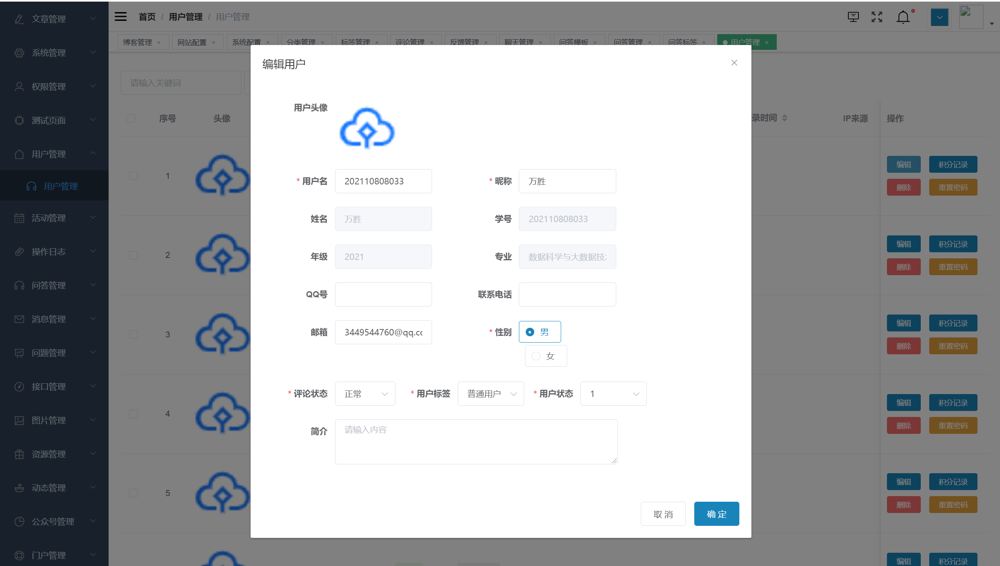 文章管理
系统管理
权限管理
测试页面
用户管理
用户管理
活动管理
操作日志
问答管理
消息管理
问题管理
接口管理
图片管理
资源管理
动态管理
公众号管理
门户管理
首页 / 用户管理 / 用户管理
博客管理 × 网站配置 × 系统配置 × 分类管理 × 标签管理 × 评论管理 × 反馈管理 × 聊天管理 × 问答模板 × 问答管理 × 问答标签 × 用户管理 ×
请输入关键词
序号 头像 录时间 IP来源 操作
1 编辑 积分记录
删除 重置密码
2 编辑 积分记录
删除 重置密码
3 编辑 积分记录
删除 重置密码
4 编辑 积分记录
删除 重置密码
5 编辑 积分记录
删除 重置密码
编辑 积分记录
编辑用户
用户头像
* 用户名 202110808033 * 昵称 万胜
姓名 万胜 学号 202110808033
年级 2021 专业 数据科学与大数据技
QQ号 联系电话
邮箱 3449544760@qq.cc * 性别 男
女
* 评论状态 正常 * 用户标签 普通用户 * 用户状态 1
简介 请输入内容
取 消 确 定